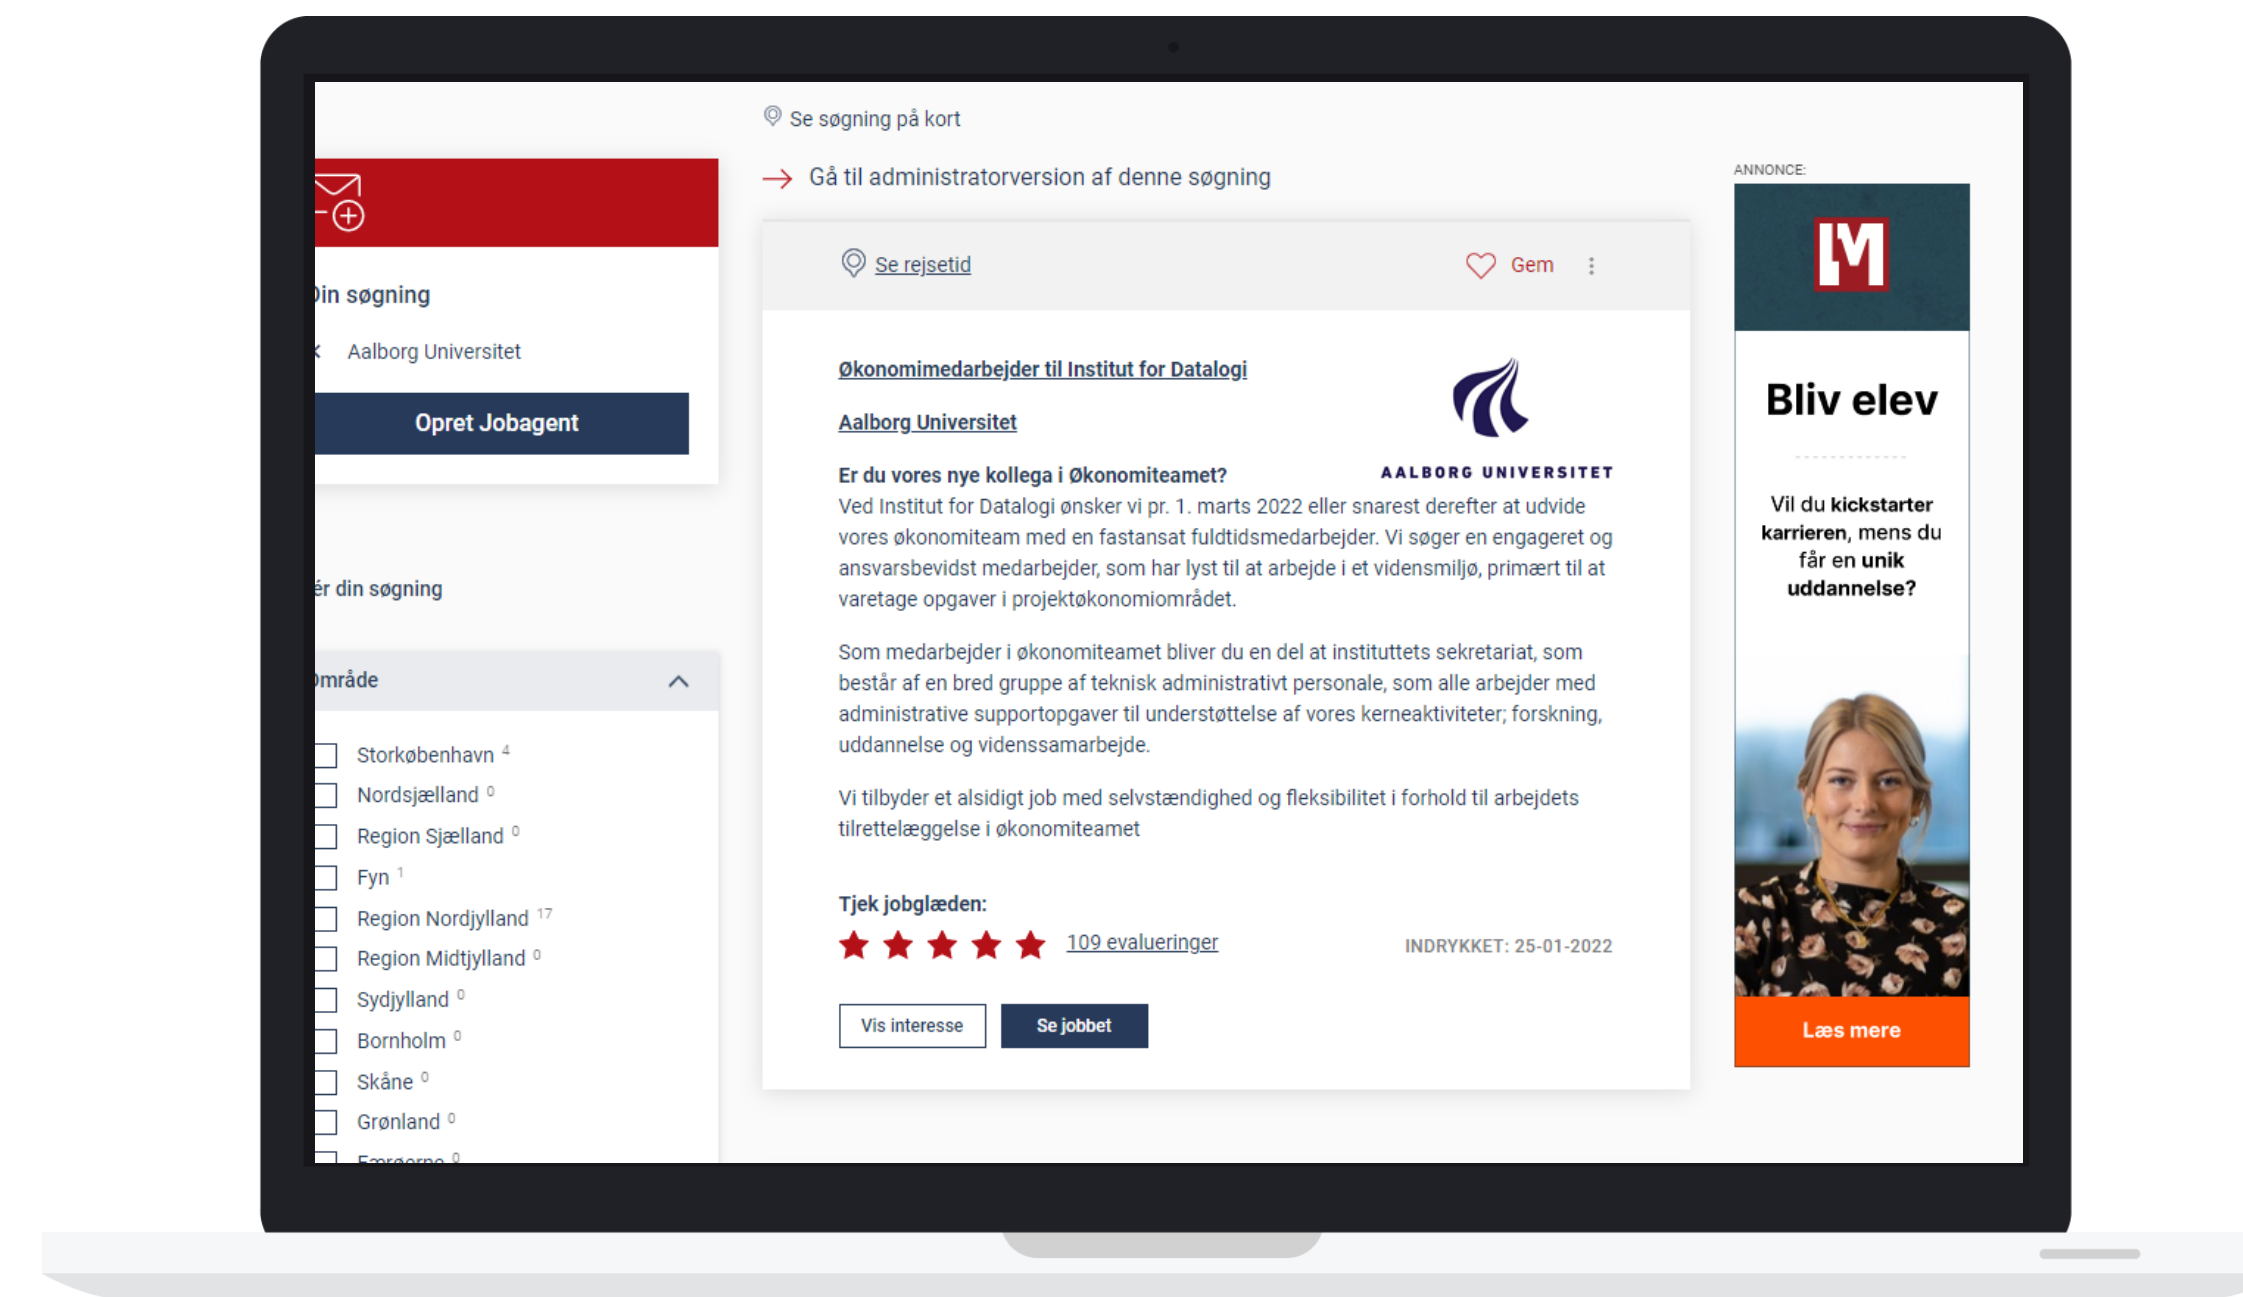 Se søgning på kort
Gå til administratorversion af denne søgning
Din søgning
Aalborg Universitet
Opret Jobagent
ér din søgning
Område
Storkøbenhavn 4
Nordsjælland 0
Region Sjælland 0
Fyn 1
Region Nordjylland 17
Region Midtjylland 0
Sydjylland 0
Bornholm 0
Skåne 0
Grønland 0
Færøerne 0
Se rejsetid
Gem
Økonomimedarbejder til Institut for Datalogi
Aalborg Universitet
AALBORG UNIVERSITET
Er du vores nye kollega i Økonomiteamet?
Ved Institut for Datalogi ønsker vi pr. 1. marts 2022 eller snarest derefter at udvide
vores økonomiteam med en fastansat fuldtidsmedarbejder. Vi søger en engageret og
ansvarsbevidst medarbejder, som har lyst til at arbejde i et vidensmiljø, primært til at
varetage opgaver i projektøkonomiområdet.
Som medarbejder i økonomiteamet bliver du en del at instituttets sekretariat, som
består af en bred gruppe af teknisk administrativt personale, som alle arbejder med
administrative supportopgaver til understøttelse af vores kerneaktiviteter; forskning,
uddannelse og videnssamarbejde.
Vi tilbyder et alsidigt job med selvstændighed og fleksibilitet i forhold til arbejdets
tilrettelæggelse i økonomiteamet
Tjek jobglæden:
109 evalueringer
INDRYKKET: 25-01-2022
Vis interesse
Se jobbet
ANNONCE:
LM
Bliv elev
Vil du kickstarter
karrieren, mens du
får en unik
uddannelse?
Læs mere